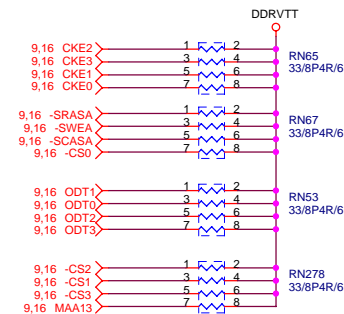 DDRVTT
9,16 CKE2 1 2
9,16 CKE3 3 4 RN65
9,16 CKE1 5 6 33/8P4R/6
9,16 CKE0 7 8
9,16 -SRASA 1 2
9,16 -SWEA 3 4 RN67
9,16 -SCASA 5 6 33/8P4R/6
9,16 -CS0 7 8
9,16 ODT1 1 2
9,16 ODT0 3 4 RN53
9,16 ODT2 5 6 33/8P4R/6
9,16 ODT3 7 8
9,16 -CS2 1 2
9,16 -CS1 3 4 RN278
9,16 -CS3 5 6 33/8P4R/6
9,16 MAA13 7 8